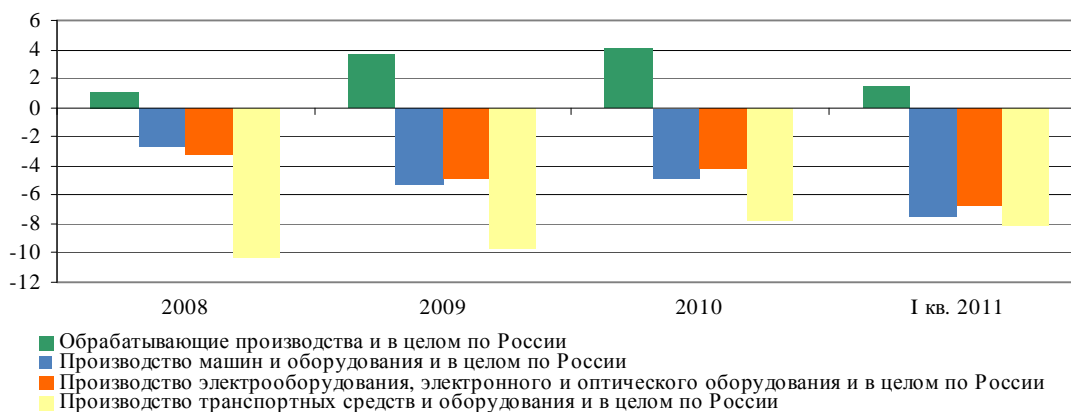 6
4
2
0
-2
-4
-6
-8
-10
-12
2008 2009 2010 I кв. 2011
Обрабатывающие производства и в целом по России
Производство машин и оборудования и в целом по России
Производство электрооборудования, электронного и оптического оборудования и в целом по России
Производство транспортных средств и оборудования и в целом по России